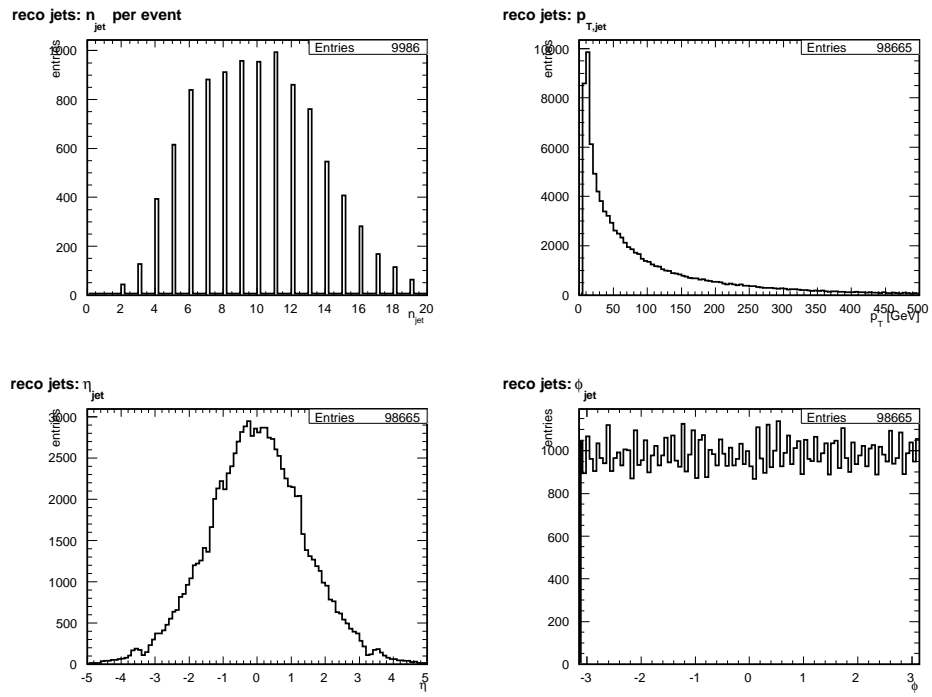 reco jets: n_jet per event
entries
Entries 9986
1000
800
600
400
200
0
0 2 4 6 8 10 12 14 16 18 20
n_jet
reco jets: p_T,jet
entries
Entries 98665
10000
8000
6000
4000
2000
0
0 50 100 150 200 250 300 350 400 450 500
p_T [GeV]
reco jets: η_jet
entries
Entries 98665
3000
2500
2000
1500
1000
500
0
-5 -4 -3 -2 -1 0 1 2 3 4 5
η
reco jets: ϕ_jet
entries
Entries 98665
1000
800
600
400
200
0
-3 -2 -1 0 1 2 3
ϕ